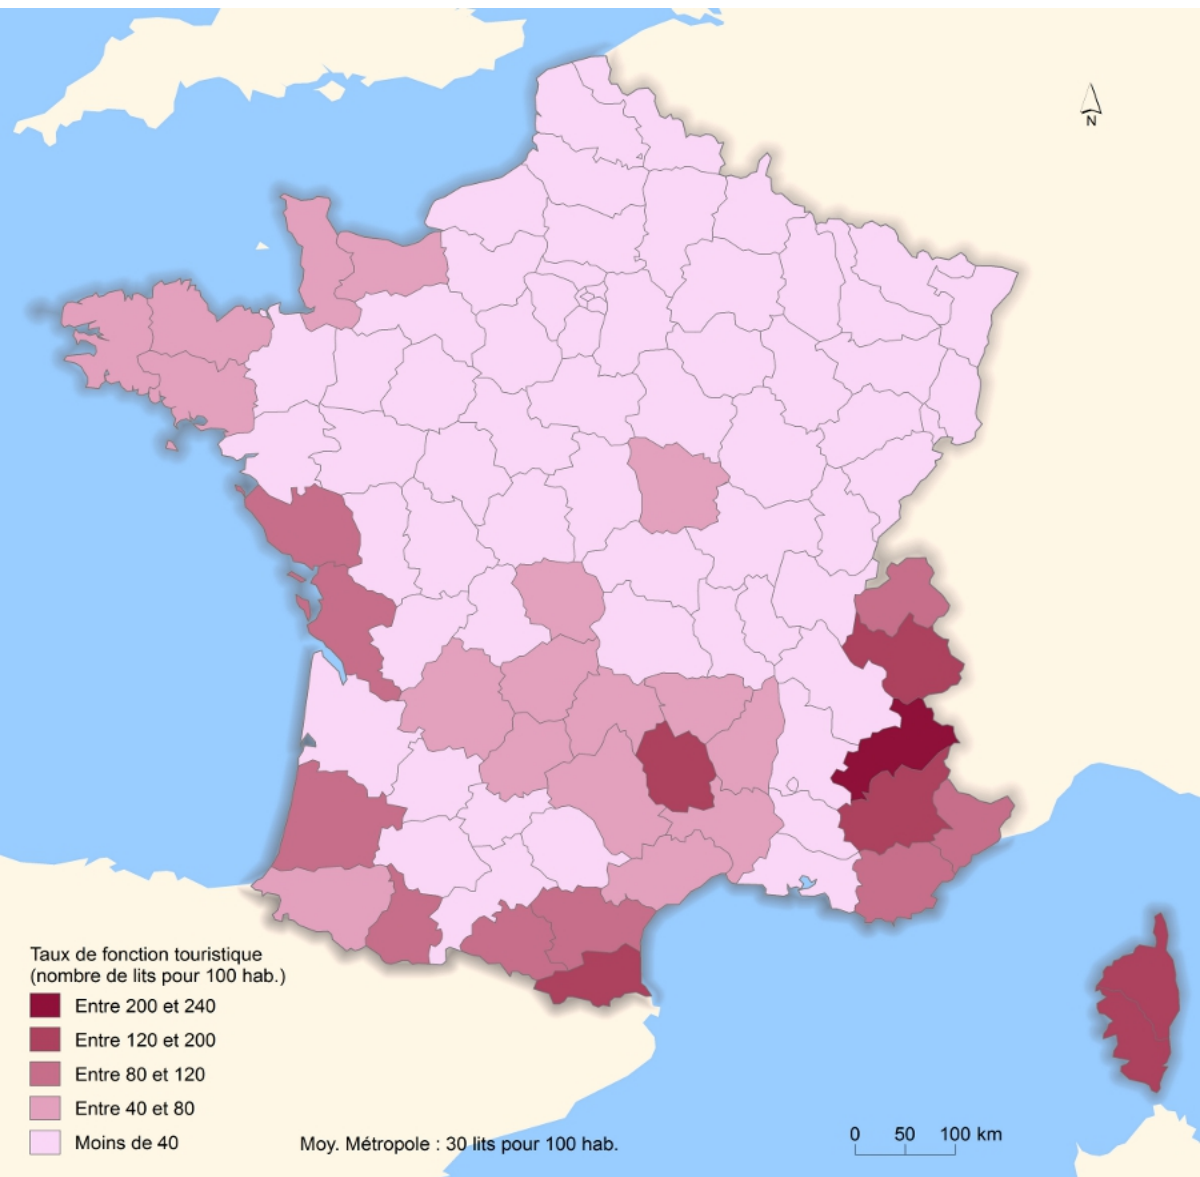 N
Taux de fonction touristique
(nombre de lits pour 100 hab.)
Entre 200 et 240
Entre 120 et 200
Entre 80 et 120
Entre 40 et 80
Moins de 40
Moy. Métropole : 30 lits pour 100 hab.
0 50 100 km